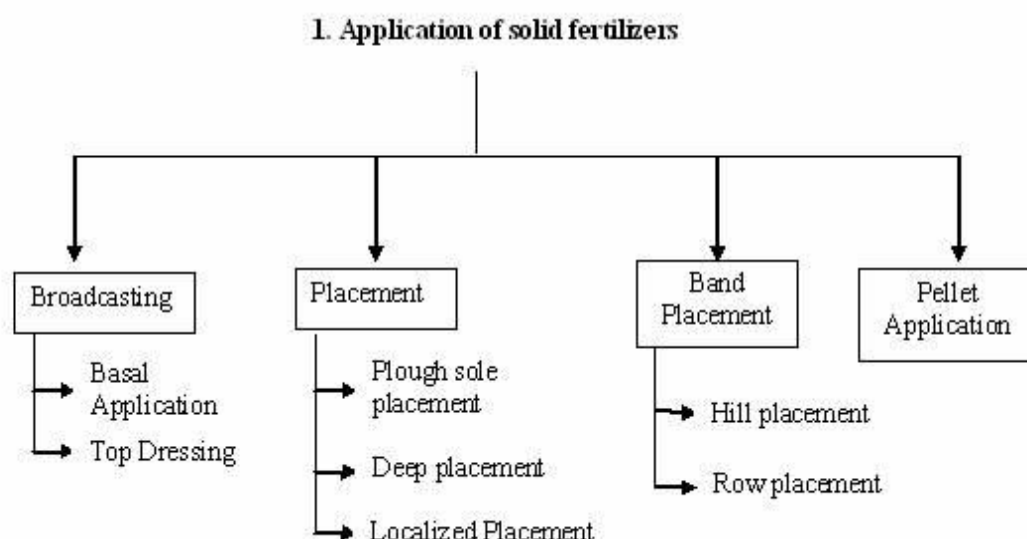 1. Application of solid fertilizers
Broadcasting
Basal
Application
Top Dressing
Placement
Plough sole
placement
Deep placement
Localized Placement
Band
Placement
Hill placement
Row placement
Pellet
Application